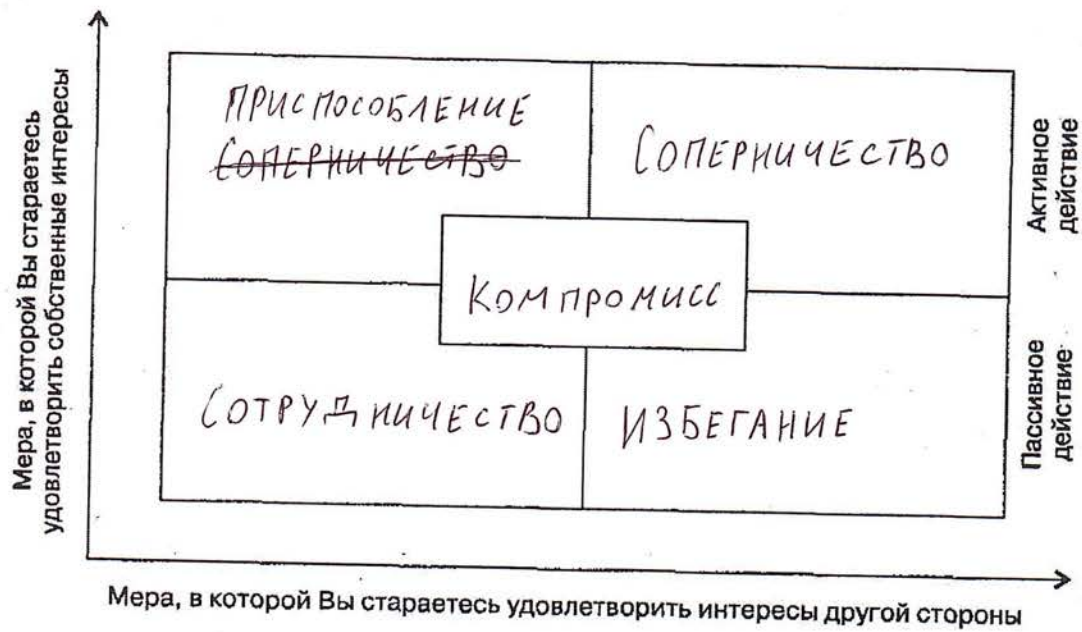 Мера, в которой Вы стараетесь
удовлетворить собственные интересы
ПРИСПОСОБЛЕНИЕ
СОПЕРНИЧЕСТВО
СОПЕРНИЧЕСТВО
Активное
действие
КОМПРОМИСС
СОТРУДНИЧЕСТВО
ИЗБЕГАНИЕ
Пассивное
действие
Мера, в которой Вы стараетесь удовлетворить интересы другой стороны